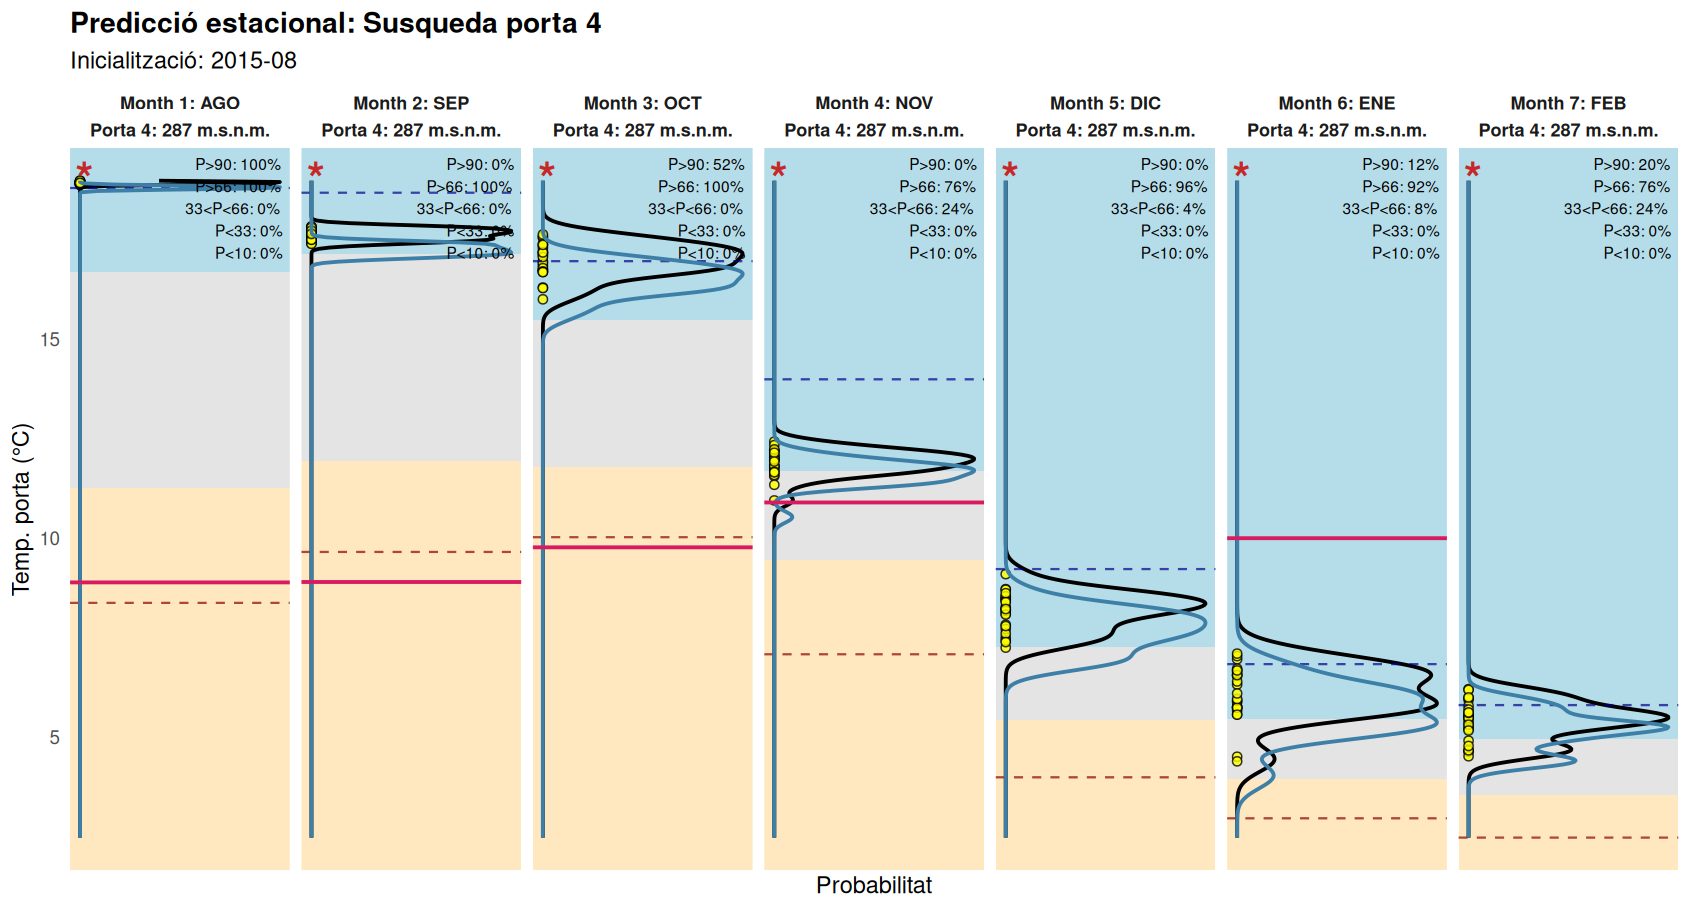 Predicció estacional: Susqueda porta 4
Inicialització: 2015-08
Month 1: AGO
Porta 4: 287 m.s.n.m.
Month 2: SEP
Porta 4: 287 m.s.n.m.
Month 3: OCT
Porta 4: 287 m.s.n.m.
Month 4: NOV
Porta 4: 287 m.s.n.m.
Month 5: DIC
Porta 4: 287 m.s.n.m.
Month 6: ENE
Porta 4: 287 m.s.n.m.
Month 7: FEB
Porta 4: 287 m.s.n.m.
*
P>90: 100%
P>66: 100%
33<P<66: 0%
P<33: 0%
P<10: 0%
*
P>90: 0%
P>66: 100%
33<P<66: 0%
P<33: 0%
P<10: 0%
*
P>90: 52%
P>66: 100%
33<P<66: 0%
P<33: 0%
P<10: 0%
*
P>90: 0%
P>66: 76%
33<P<66: 24%
P<33: 0%
P<10: 0%
*
P>90: 0%
P>66: 96%
33<P<66: 4%
P<33: 0%
P<10: 0%
*
P>90: 12%
P>66: 92%
33<P<66: 8%
P<33: 0%
P<10: 0%
*
P>90: 20%
P>66: 76%
33<P<66: 24%
P<33: 0%
P<10: 0%
Temp. porta (°C)
15
10
5
Probabilitat